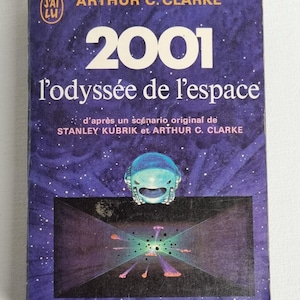 J'AI
LU
ARTHUR C. CLARKE
2001
l'odyssée de l'espace
d'après un scénario original de
STANLEY KUBRIK et ARTHUR C. CLARKE